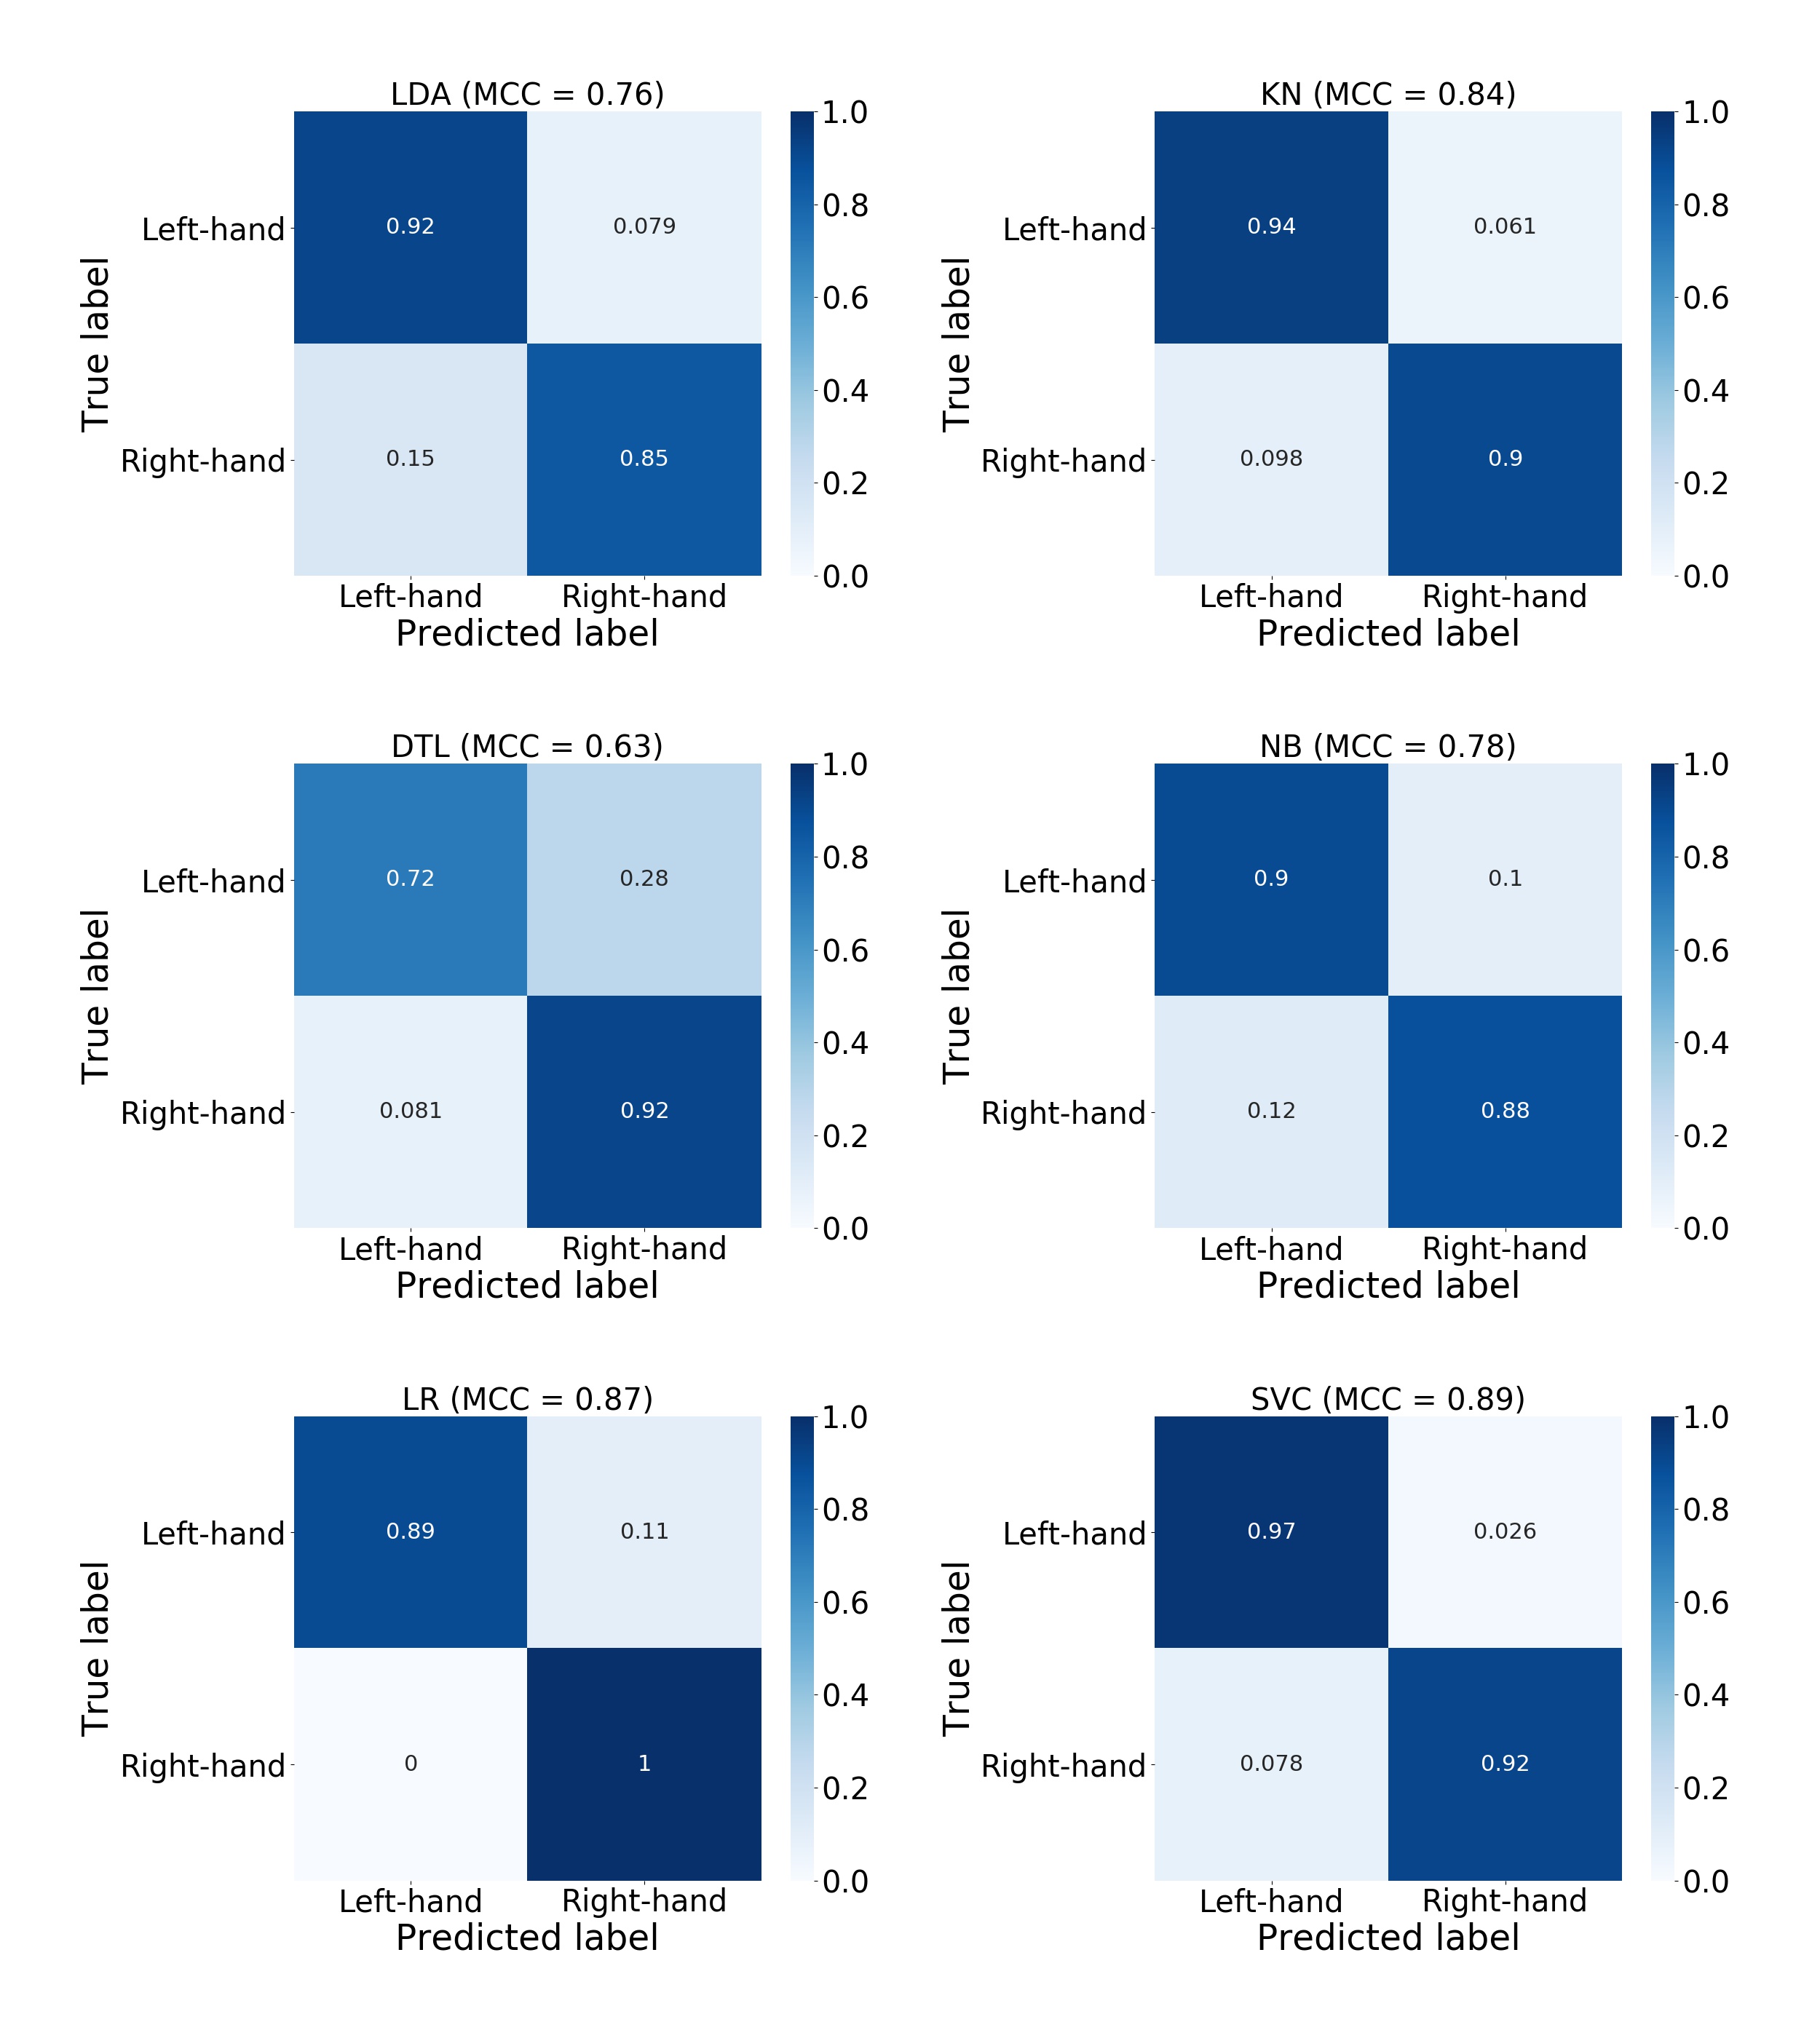 LDA (MCC = 0.76)
True label
Left-hand
Right-hand
0.92
0.079
0.15
0.85
Left-hand
Right-hand
Predicted label
1.0
0.8
0.6
0.4
0.2
0.0
KN (MCC = 0.84)
True label
Left-hand
Right-hand
0.94
0.061
0.098
0.9
Left-hand
Right-hand
Predicted label
1.0
0.8
0.6
0.4
0.2
0.0
DTL (MCC = 0.63)
True label
Left-hand
Right-hand
0.72
0.28
0.081
0.92
Left-hand
Right-hand
Predicted label
1.0
0.8
0.6
0.4
0.2
0.0
NB (MCC = 0.78)
True label
Left-hand
Right-hand
0.9
0.1
0.12
0.88
Left-hand
Right-hand
Predicted label
1.0
0.8
0.6
0.4
0.2
0.0
LR (MCC = 0.87)
True label
Left-hand
Right-hand
0.89
0.11
0
1
Left-hand
Right-hand
Predicted label
1.0
0.8
0.6
0.4
0.2
0.0
SVC (MCC = 0.89)
True label
Left-hand
Right-hand
0.97
0.026
0.078
0.92
Left-hand
Right-hand
Predicted label
1.0
0.8
0.6
0.4
0.2
0.0